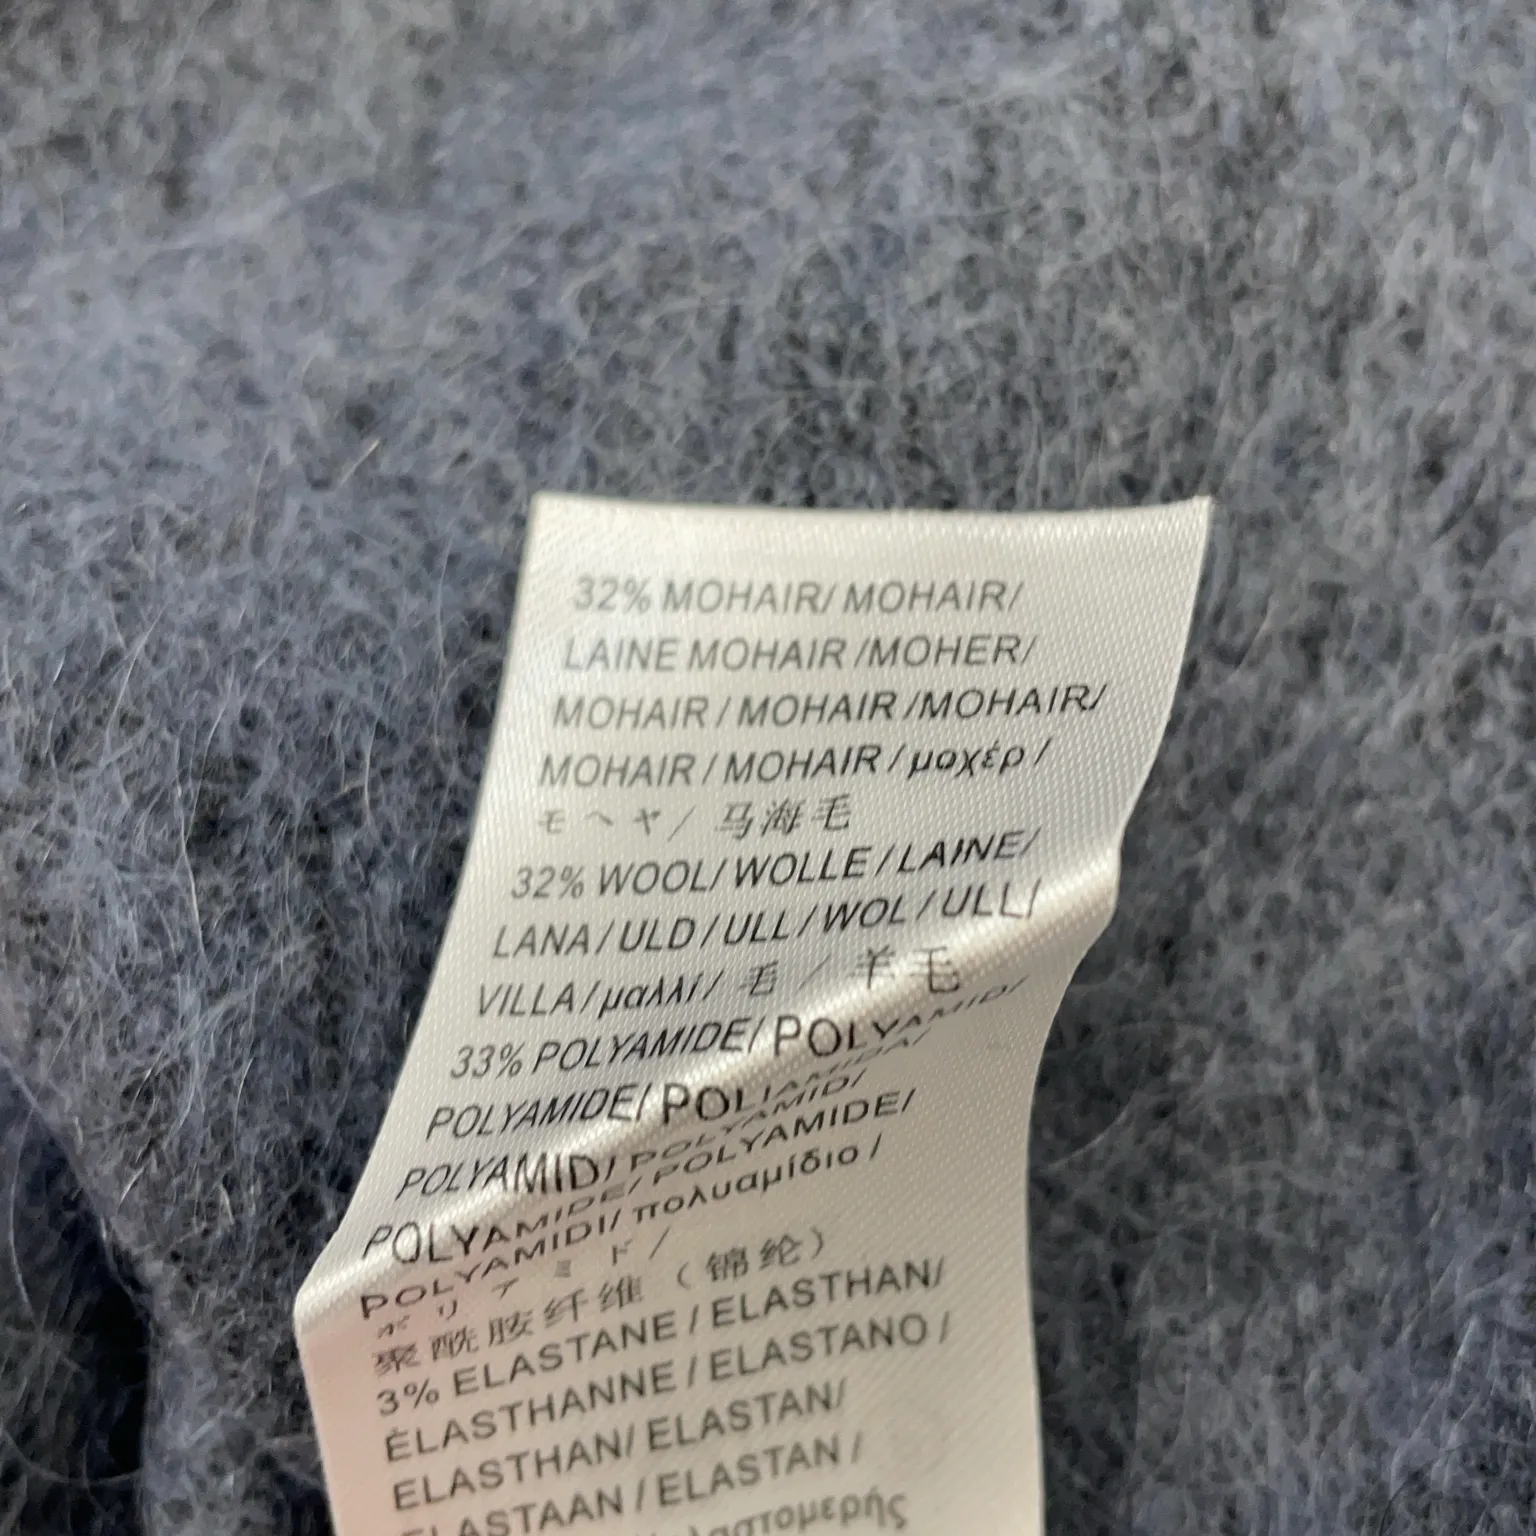 32% MOHAIR/ MOHAIR/
LAINE MOHAIR /MOHER/
MOHAIR / MOHAIR /MOHAIR/
MOHAIR / MOHAIR / μοχέρ /
モヘヤ/ 马海毛
32% WOOL/ WOLLE / LAINE/
LANA / ULD / ULL / WOL / ULL/
VILLA / μαλλί / 毛 / 羊毛
33% POLYAMIDE/ POLYAMID/
POLYAMIDE/ POLIAMIDA/
POLYAMID/ POLYAMID/
POLYAMIDE/ POLYAMIDE/
POLYAMIDI/ πολυαμίδιο /
ポリアミド/
聚酰胺纤维（锦纶）
3% ELASTANE / ELASTHAN/
ÉLASTHANNE / ELASTANO /
ELASTHAN/ ELASTAN/
ELASTAAN / ELASTAN /